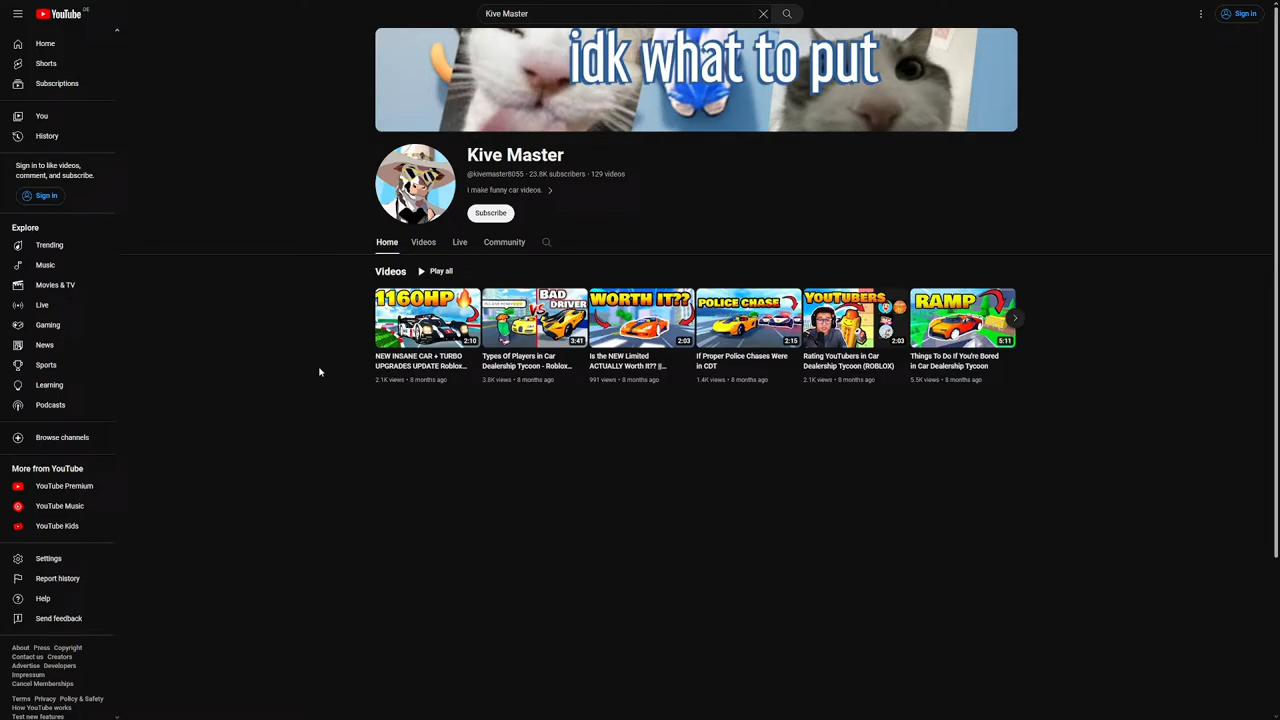 YouTube DE
Kive Master
Sign in
Home
Shorts
Subscriptions
You
History
Sign in to like videos,
comment, and subscribe.
Sign in
Explore
Trending
Music
Movies & TV
Live
Gaming
News
Sports
Learning
Podcasts
Browse channels
More from YouTube
YouTube Premium
YouTube Music
YouTube Kids
Settings
Report history
Help
Send feedback
About Press Copyright
Contact us Creators
Advertise Developers
Impressum
Cancel Memberships
Terms Privacy Policy & Safety
How YouTube works
Test new features
idk what to put
Kive Master
@kivemaster8055 · 23.8K subscribers · 129 videos
I make funny car videos.
Subscribe
Home Videos Live Community
Videos Play all
1160HP
2:10
NEW INSANE CAR + TURBO
UPGRADES UPDATE Roblox...
2.1K views · 8 months ago
BAD
DRIVER
VS
3:41
Types Of Players in Car
Dealership Tycoon - Roblox...
3.8K views · 8 months ago
WORTH IT??
2:03
Is the NEW Limited
ACTUALLY Worth It?? ||...
991 views · 8 months ago
POLICE CHASE
2:15
If Proper Police Chases Were
in CDT
1.4K views · 8 months ago
YOUTUBERS
2:03
Rating YouTubers in Car
Dealership Tycoon (ROBLOX)
2.1K views · 8 months ago
RAMP
5:11
Things To Do If You're Bored
in Car Dealership Tycoon
5.5K views · 8 months ago